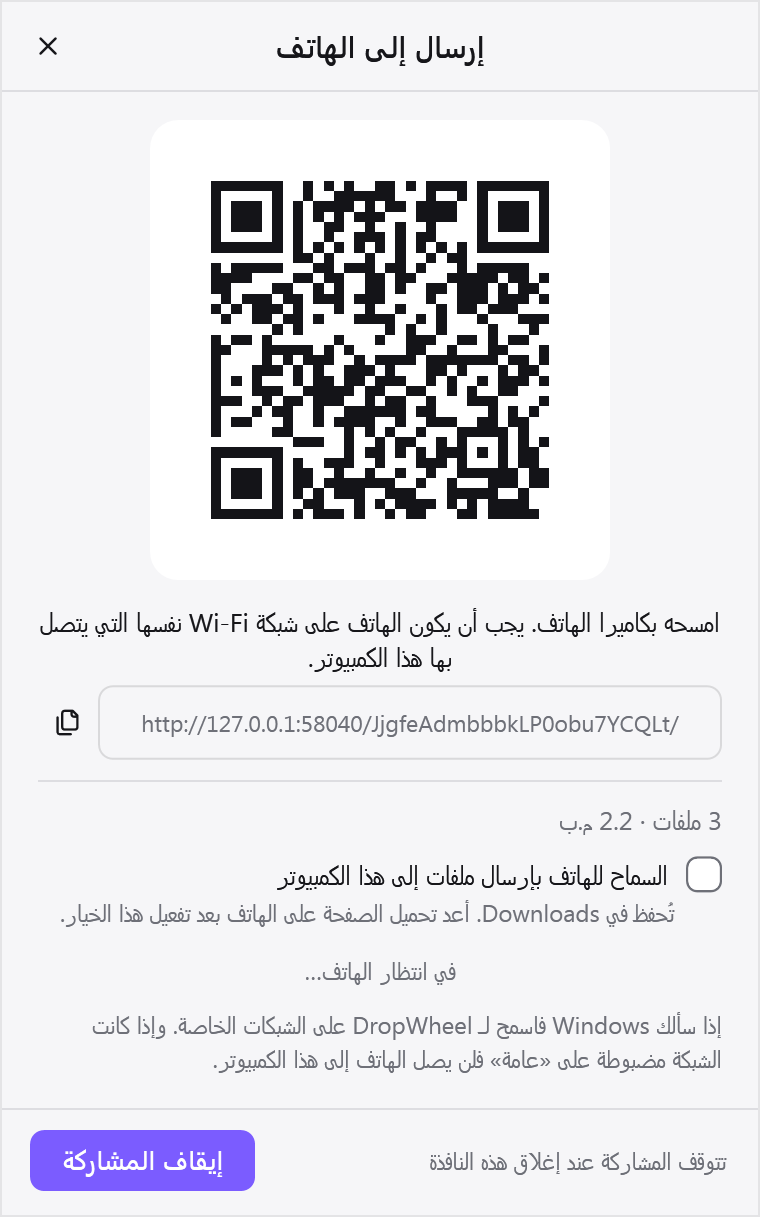 إرسال إلى الهاتف
امسحه بكاميرا الهاتف. يجب أن يكون الهاتف على شبكة Wi-Fi نفسها التي يتصل
بها هذا الكمبيوتر.
http://127.0.0.1:58040/JjgfeAdmbbbkLP0obu7YCQLt/
3 ملفات · 2.2 م.ب
السماح للهاتف بإرسال ملفات إلى هذا الكمبيوتر
تُحفظ في Downloads. أعد تحميل الصفحة على الهاتف بعد تفعيل هذا الخيار.
في انتظار الهاتف...
إذا سألك Windows فاسمح لـ DropWheel على الشبكات الخاصة. وإذا كانت
الشبكة مضبوطة على «عامة» فلن يصل الهاتف إلى هذا الكمبيوتر.
تتوقف المشاركة عند إغلاق هذه النافذة
إيقاف المشاركة